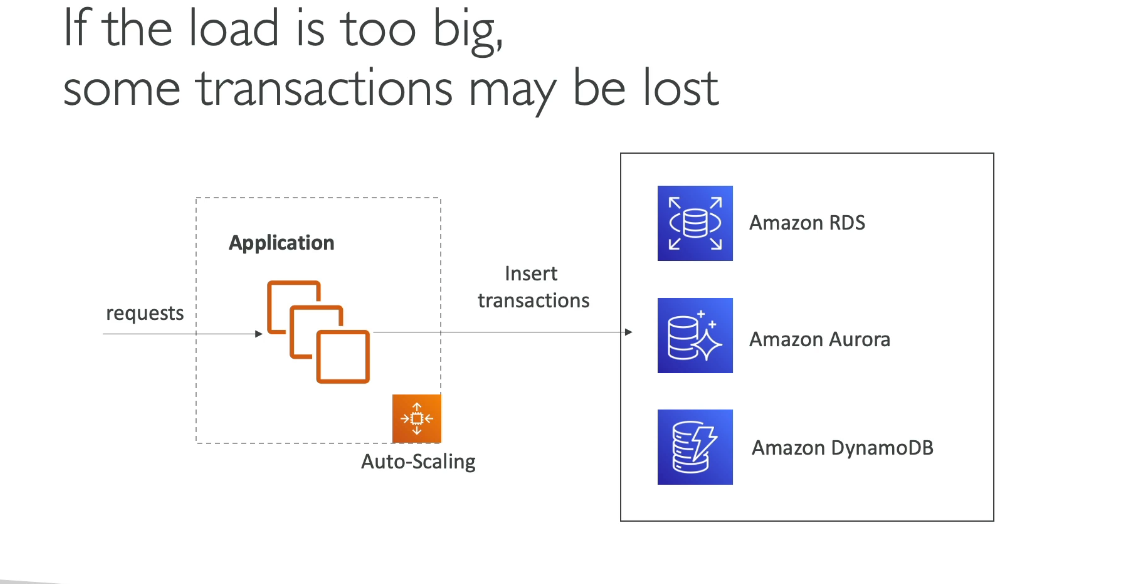 If the load is too big,
some transactions may be lost
Application
requests
Auto-Scaling
Insert
transactions
Amazon RDS
Amazon Aurora
Amazon DynamoDB